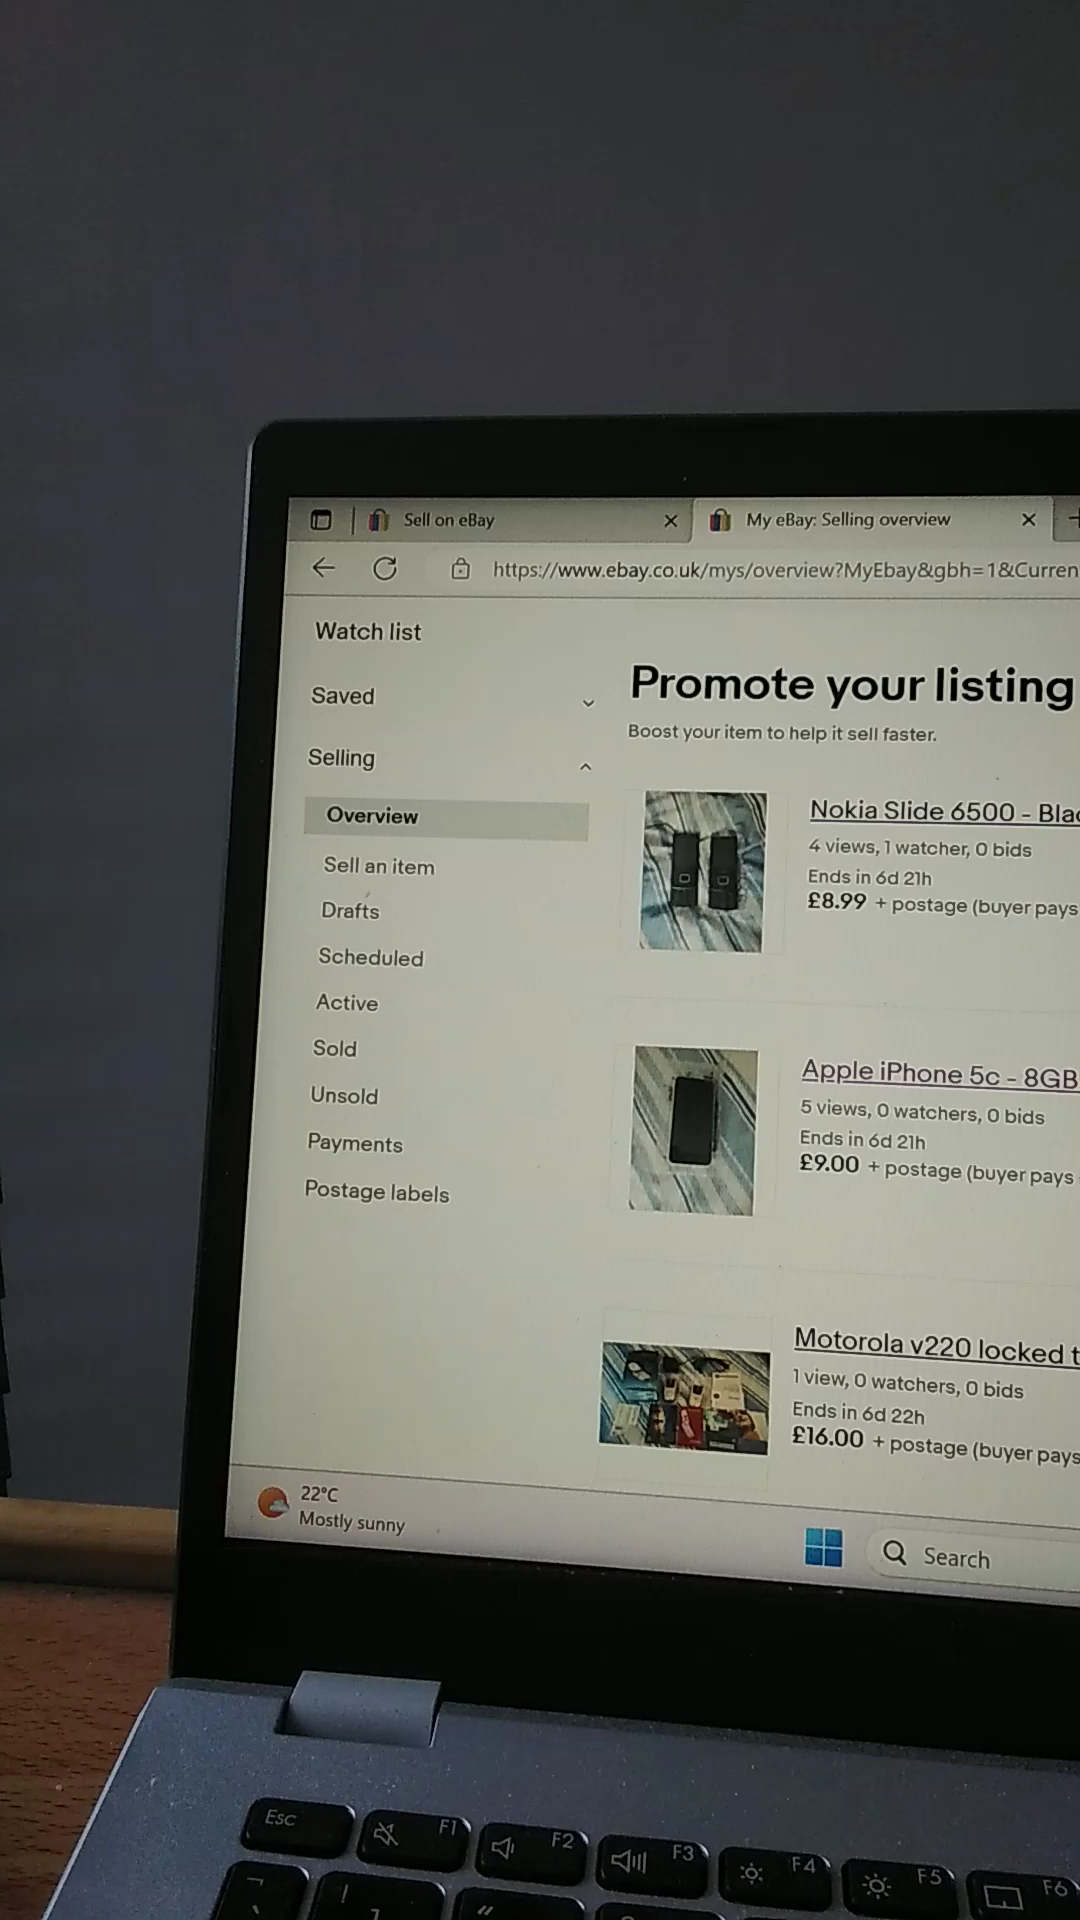 Sell on eBay
My eBay: Selling overview
https://www.ebay.co.uk/mys/overview?MyEbay&gbh=1&Curren
Watch list
Saved
Selling
Overview
Sell an item
Drafts
Scheduled
Active
Sold
Unsold
Payments
Postage labels
Promote your listing
Boost your item to help it sell faster.
Nokia Slide 6500 - Blac
4 views, 1 watcher, 0 bids
Ends in 6d 21h
£8.99 + postage (buyer pays
Apple iPhone 5c - 8GB
5 views, 0 watchers, 0 bids
Ends in 6d 21h
£9.00 + postage (buyer pays
Motorola v220 locked t
1 view, 0 watchers, 0 bids
Ends in 6d 22h
£16.00 + postage (buyer pays
22°C
Mostly sunny
Search
Esc
F1
F2
F3
F4
F5
F6
¬
!
"